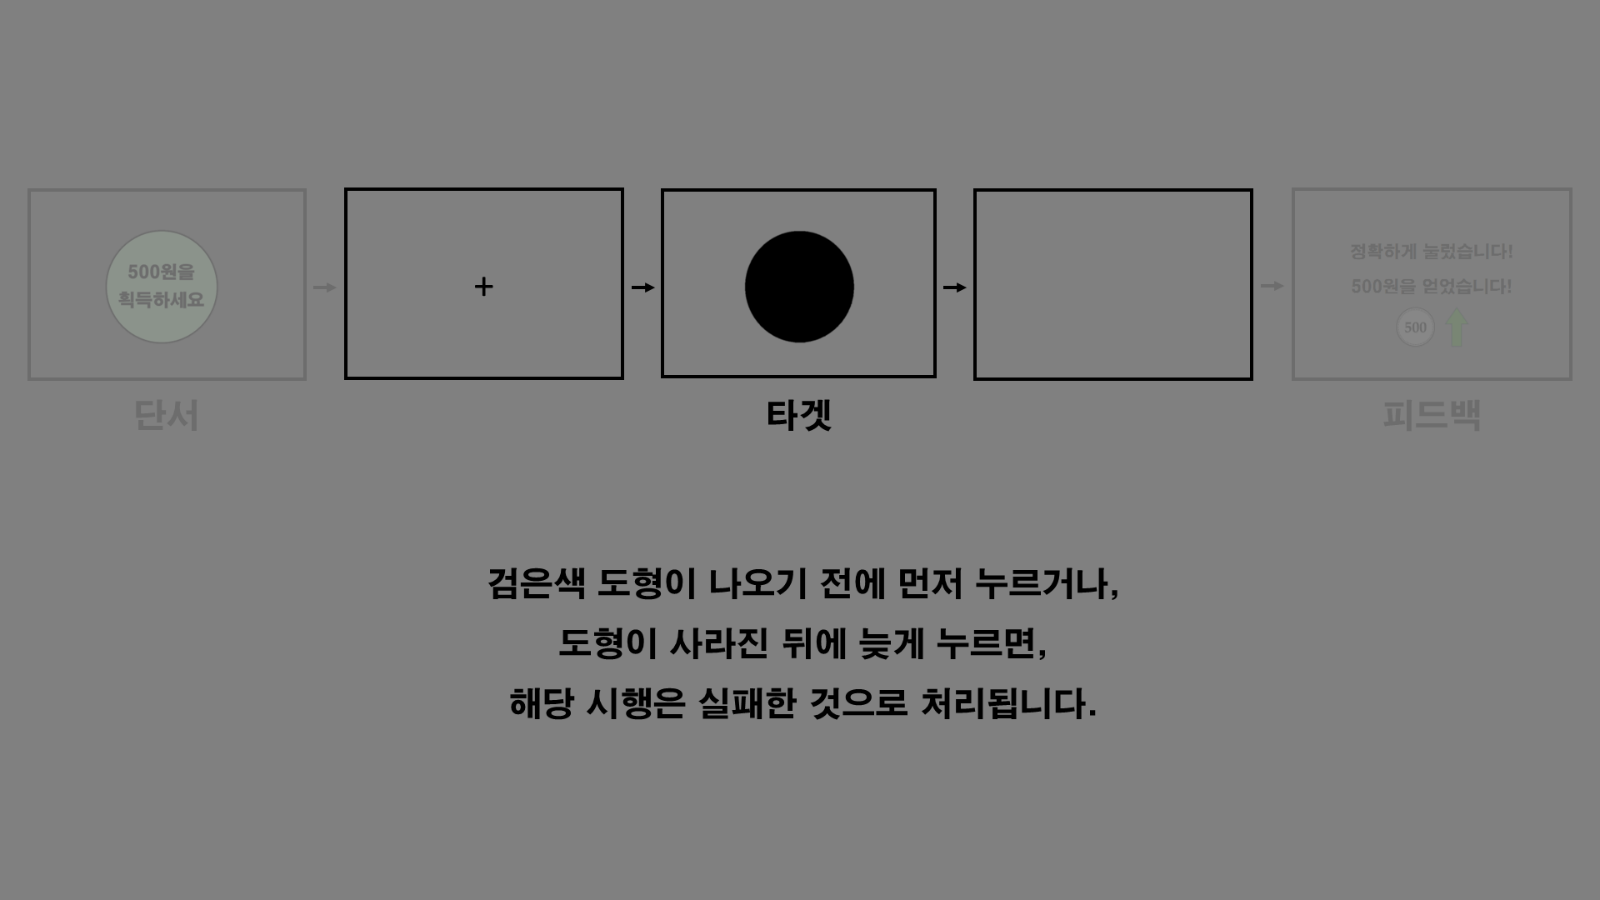 500원을
획득하세요
+
정확하게 눌렀습니다!
500원을 얻었습니다!
500
단서
타겟
피드백
검은색 도형이 나오기 전에 먼저 누르거나,
도형이 사라진 뒤에 늦게 누르면,
해당 시행은 실패한 것으로 처리됩니다.